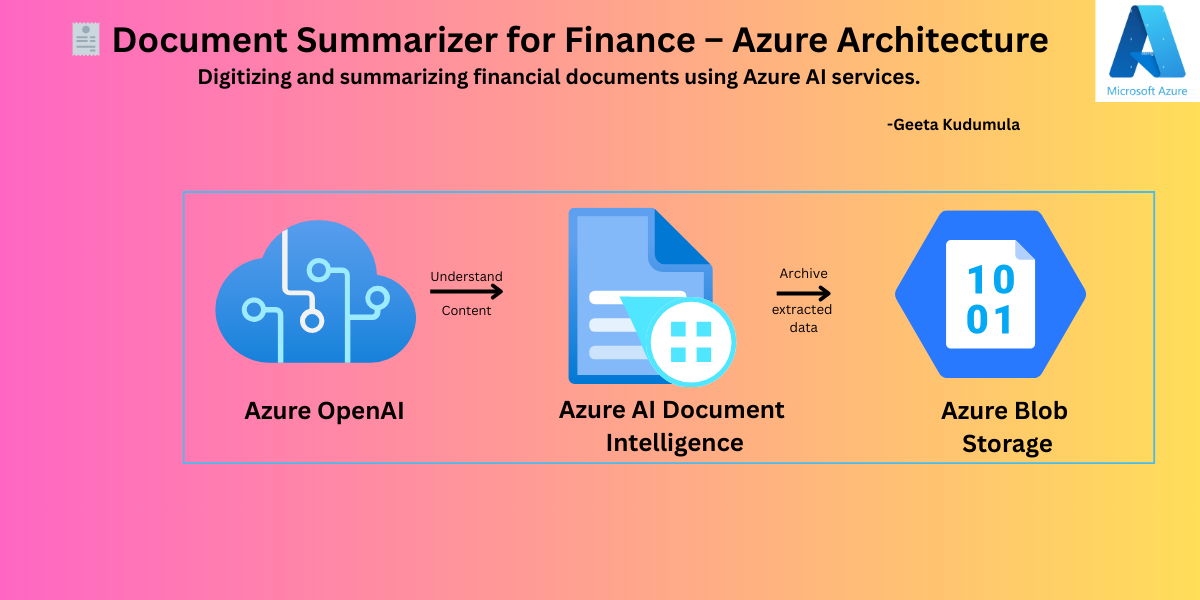 Document Summarizer for Finance – Azure Architecture
Digitizing and summarizing financial documents using Azure AI services.
Microsoft Azure
-Geeta Kudumula
Understand
Content
Archive
extracted
data
10
01
Azure OpenAI
Azure AI Document
Intelligence
Azure Blob
Storage